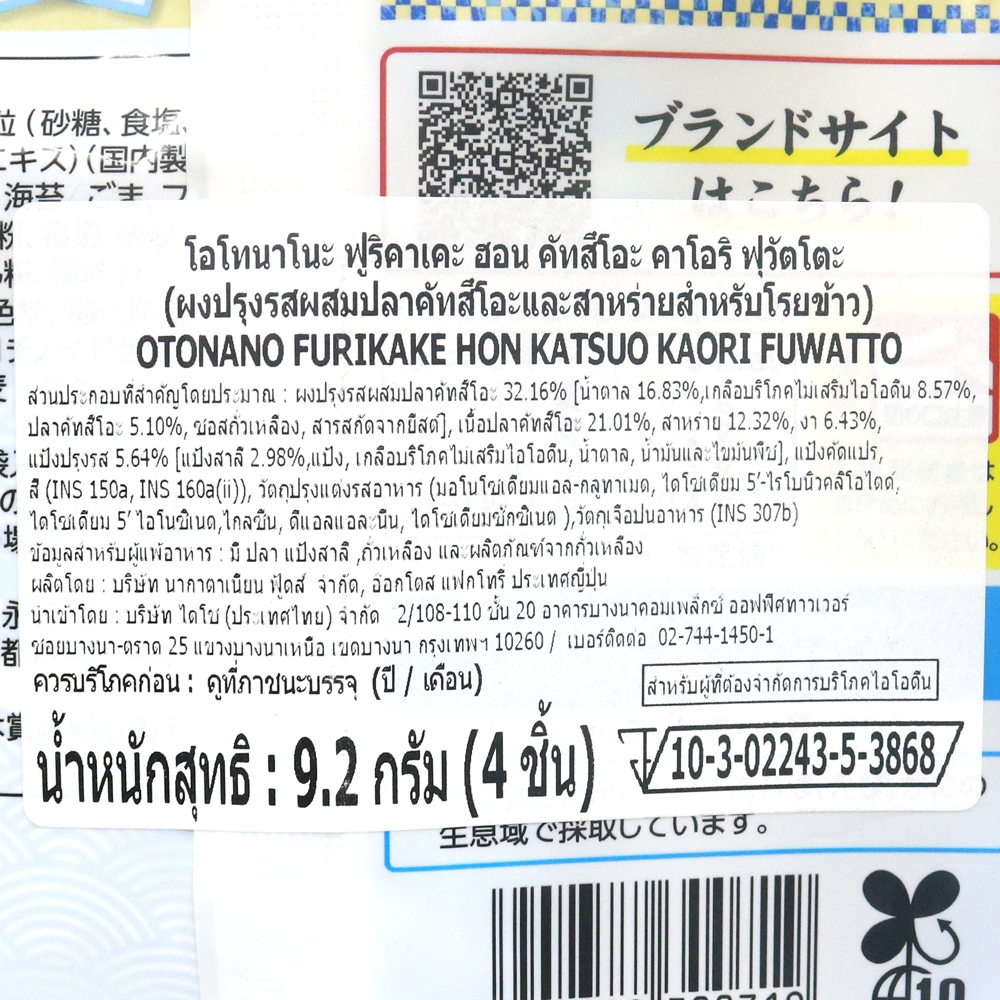 位（砂糖、食塩、
エキス）（国内製
海苔、ごま、フ
ブランドサイト
はこちら！
โอโทนาโนะ ฟูริคาเคะ ฮอน คัทสึโอะ คาโอริ ฟุวัตโตะ
(ผงปรุงรสผสมปลาคัทสึโอะและสาหร่ายสำหรับโรยข้าว)
OTONANO FURIKAKE HON KATSUO KAORI FUWATTO
ส่วนประกอบที่สำคัญโดยประมาณ : ผงปรุงรสผสมปลาคัทสึโอะ 32.16% [น้ำตาล 16.83%,เกลือบริโภคไม่เสริมไอโอดีน 8.57%,
ปลาคัทสึโอะ 5.10%, ซอสถั่วเหลือง, สารสกัดจากยีสต์], เนื้อปลาคัทสึโอะ 21.01%, สาหร่าย 12.32%, งา 6.43%,
แป้งปรุงรส 5.64% [แป้งสาลี 2.98%,แป้ง, เกลือบริโภคไม่เสริมไอโอดีน, น้ำตาล, น้ำมันและไขมันพืช], แป้งดัดแปร,
สี (INS 150a, INS 160a(ii)), วัตถุปรุงแต่งรสอาหาร (มอโนโซเดียมแอล-กลูทาเมต, ไดโซเดียม 5’-ไรโบนิวคลีโอไตด์,
ไดโซเดียม 5’ ไอโนซิเนต,ไกลซีน, ดีแอลแอละนีน, ไดโซเดียมซักซิเนต ),วัตถุเจือปนอาหาร (INS 307b)
ข้อมูลสำหรับผู้แพ้อาหาร : มี ปลา แป้งสาลี ,ถั่วเหลือง และผลิตภัณฑ์จากถั่วเหลือง
ผลิตโดย : บริษัท นากาตาเนียน ฟู้ดส์ จำกัด, อ๊อกโตส แฟกโทรี่ ประเทศญี่ปุ่น
นำเข้าโดย : บริษัท ไดโซ (ประเทศไทย) จำกัด 2/108-110 ชั้น 20 อาคารบางนาคอมเพล็กซ์ ออฟฟิศทาวเวอร์
ซอยบางนา-ตราด 25 แขวงบางนาเหนือ เขตบางนา กรุงเทพฯ 10260 / เบอร์ติดต่อ 02-744-1450-1
ควรบริโภคก่อน : ดูที่ภาชนะบรรจุ (ปี / เดือน)
สำหรับผู้ที่ต้องจำกัดการบริโภคไอโอดีน
น้ำหนักสุทธิ : 9.2 กรัม (4 ชิ้น)
10-3-02243-5-3868
生息域で採取しています。
10